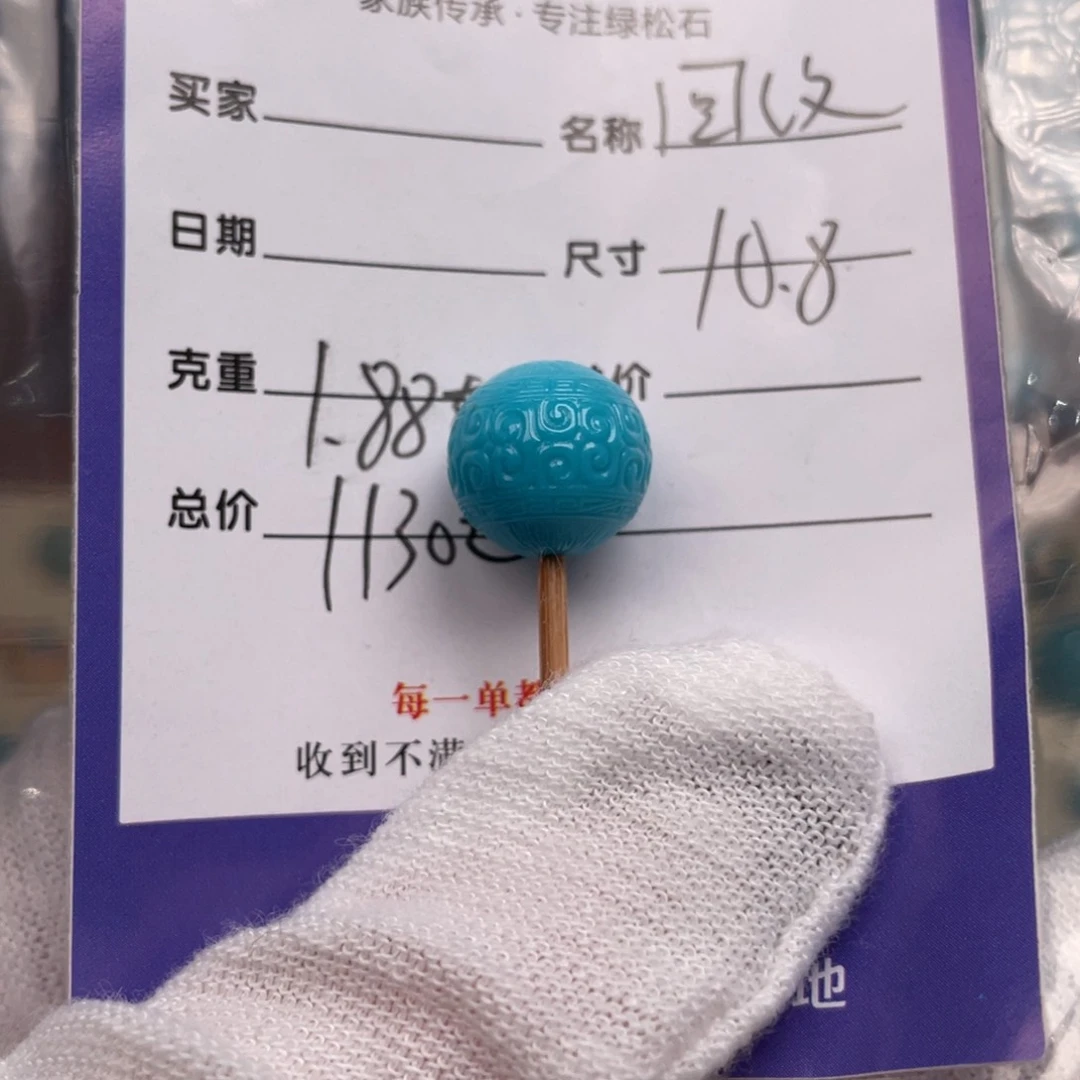 家族传承·专注绿松石
买家 名称 回纹
日期 尺寸 10.8
克重 1.88 价
总价 1130
每一单都
收到不满
地